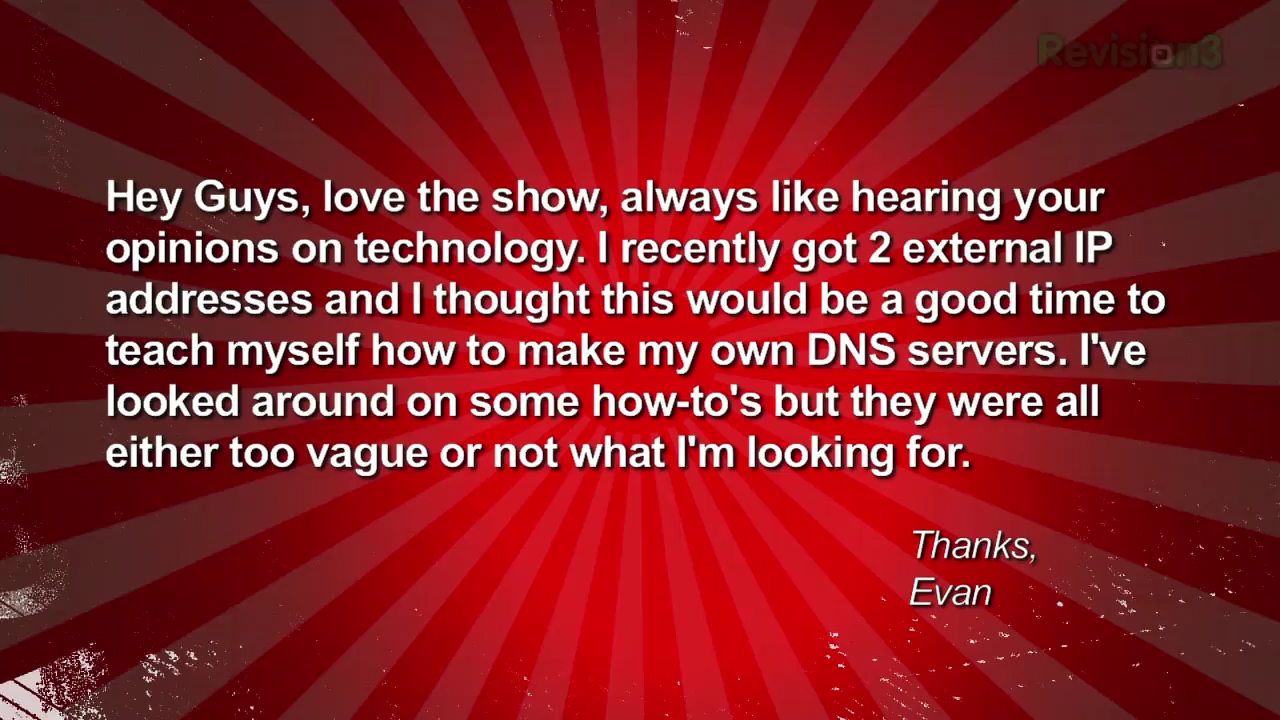 Revision3
Hey Guys, love the show, always like hearing your
opinions on technology. I recently got 2 external IP
addresses and I thought this would be a good time to
teach myself how to make my own DNS servers. I've
looked around on some how-to's but they were all
either too vague or not what I'm looking for.
Thanks,
Evan